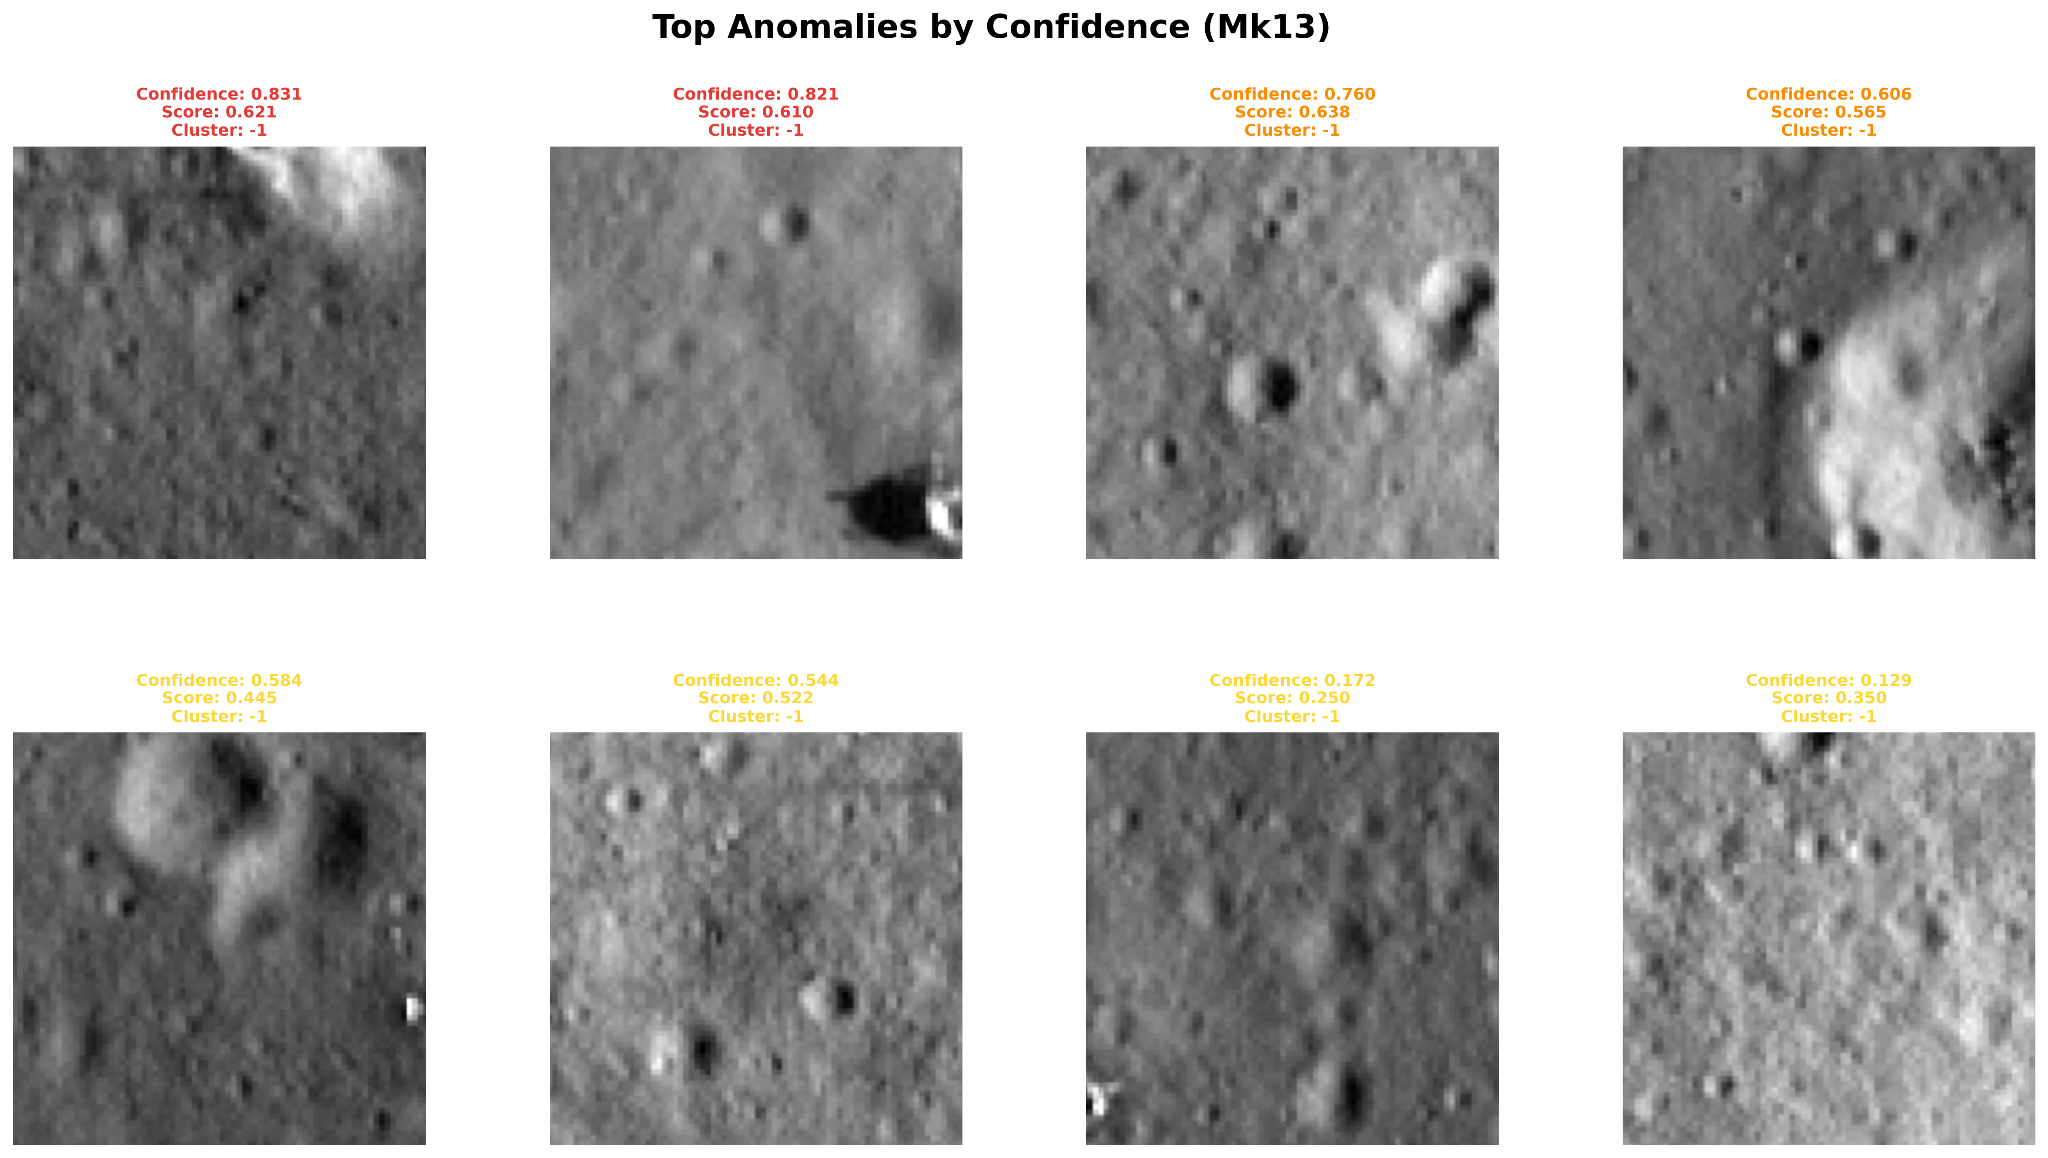 Top Anomalies by Confidence (Mk13)
Confidence: 0.831
Score: 0.621
Cluster: -1
Confidence: 0.821
Score: 0.610
Cluster: -1
Confidence: 0.760
Score: 0.638
Cluster: -1
Confidence: 0.606
Score: 0.565
Cluster: -1
Confidence: 0.584
Score: 0.445
Cluster: -1
Confidence: 0.544
Score: 0.522
Cluster: -1
Confidence: 0.172
Score: 0.250
Cluster: -1
Confidence: 0.129
Score: 0.350
Cluster: -1